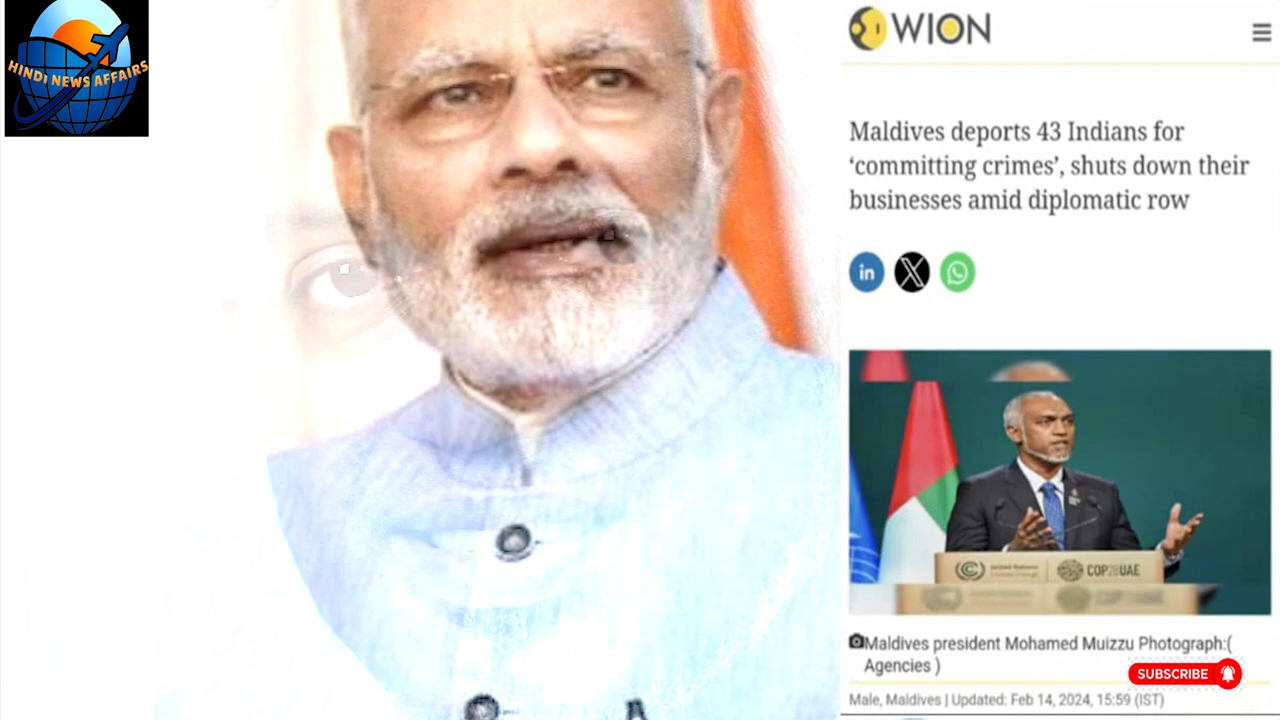 HINDI NEWS AFFAIRS
WION
Maldives deports 43 Indians for
‘committing crimes’, shuts down their
businesses amid diplomatic row
in
COP28UAE
Maldives president Mohamed Muizzu Photograph:(
Agencies )
SUBSCRIBE
Male, Maldives | Updated: Feb 14, 2024, 15:59 (IST)